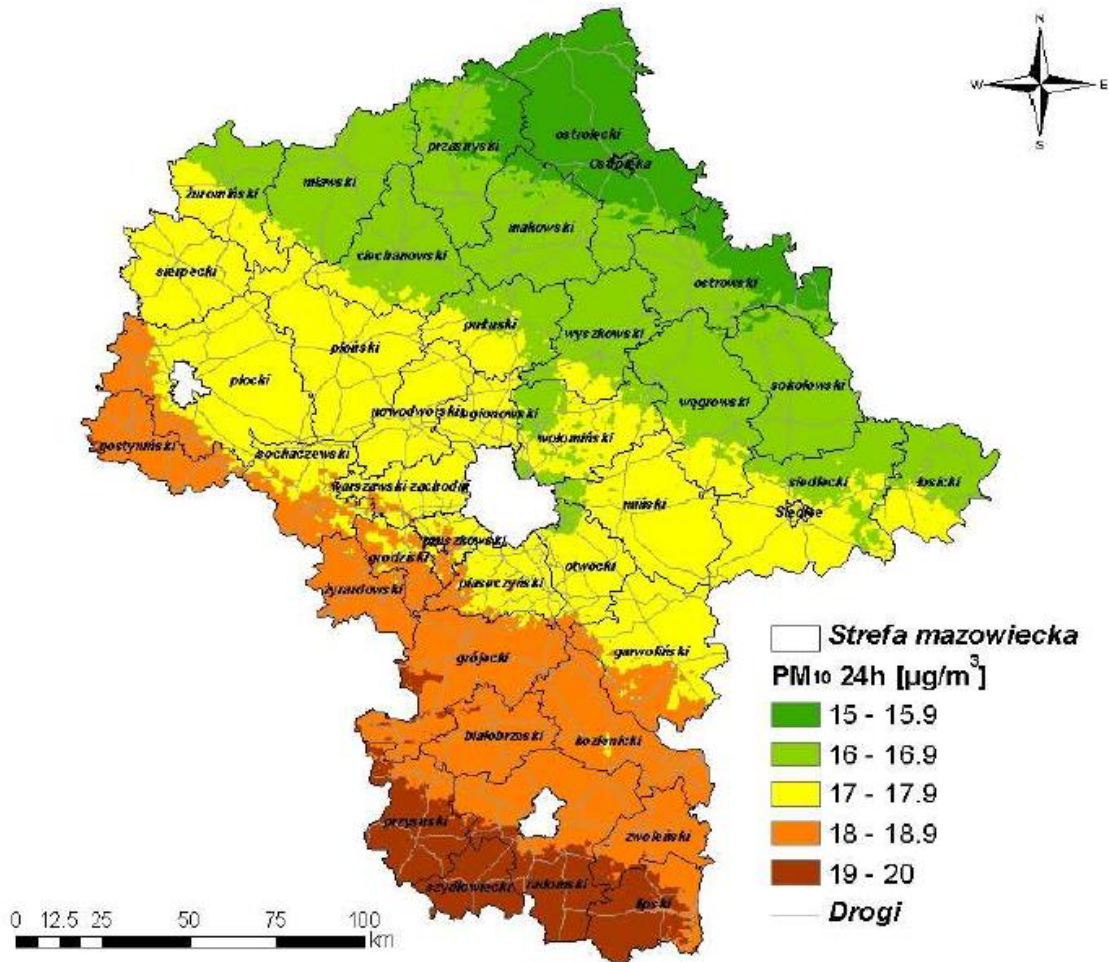 N
W
E
S
ostrołęcki
Ostrołęka
przasnyski
żuromiński
mławski
makowski
ciechanowski
sierpecki
ostrowski
pułtuski
wyszkowski
płoński
sokołowski
płocki
węgrowski
nowodworski
legionowski
wołomiński
gostyniński
sochaczewski
siedlecki
łosicki
warszawski zachodni
miński
Siedlce
pruszkowski
grodziski
otwocki
piaseczyński
żyrardowski
garwoliński
grójecki
białobrzeski
kozienicki
przysuski
zwoleński
szydłowiecki
radomski
lipski
Strefa mazowiecka
PM10 24h [µg/m³]
15 - 15.9
16 - 16.9
17 - 17.9
18 - 18.9
19 - 20
Drogi
0 12.5 25 50 75 100
km